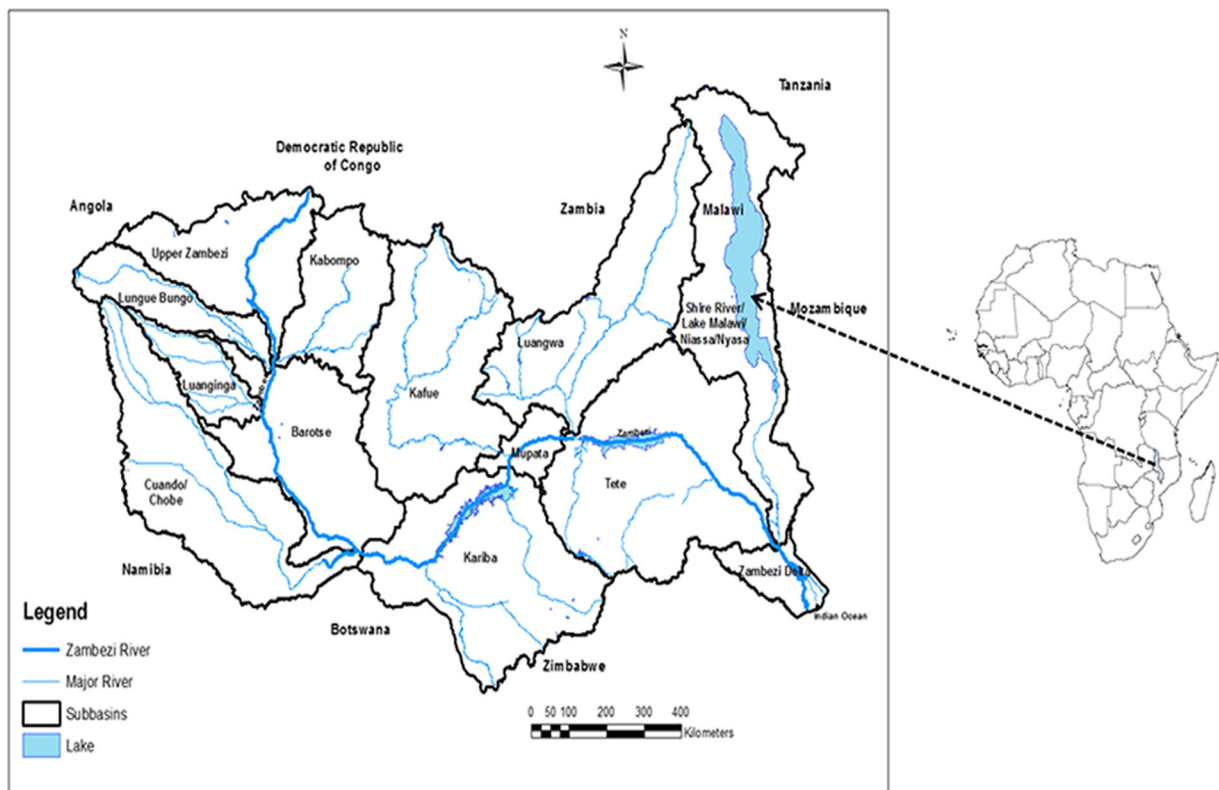 N
Tanzania
Democratic Republic
of Congo
Angola
Zambia
Malawi
Upper Zambezi
Kabompo
Lungue Bungo
Shire River/
Lake Malawi/
Niassa/Nyasa
Mozambique
Luangwa
Luanginga
Kafue
Barotse
Zambezi
Mupata
Cuando/
Chobe
Tete
Kariba
Namibia
Zambezi Delta
Indian Ocean
Botswana
Zimbabwe
Legend
Zambezi River
Major River
Subbasins
Lake
0 50 100 200 300 400
Kilometers